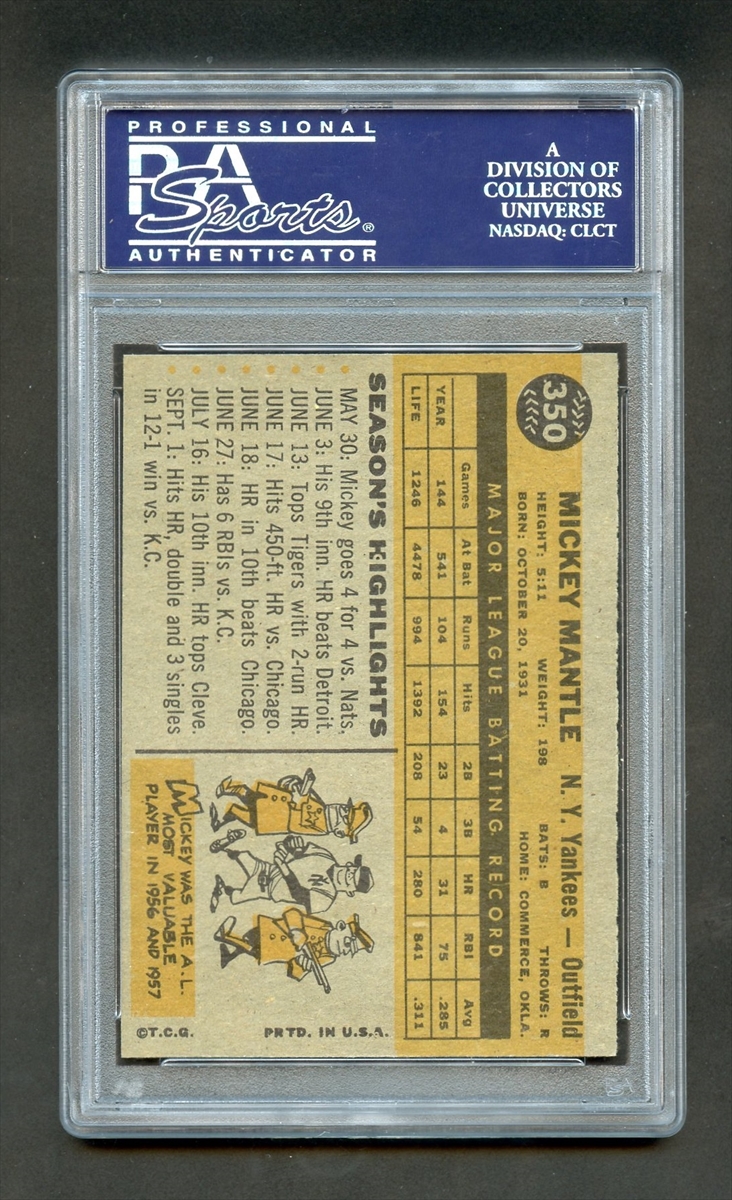 PROFESSIONAL
PSA
Sports®
AUTHENTICATOR
A
DIVISION OF
COLLECTORS
UNIVERSE
NASDAQ: CLCT
350
MICKEY MANTLE N. Y. Yankees — Outfield
HEIGHT: 5:11 WEIGHT: 198 BATS: B THROWS: R
BORN: OCTOBER 20, 1931 HOME: COMMERCE, OKLA.
MAJOR LEAGUE BATTING RECORD
Games At Bat Runs Hits 2B 3B HR RBI Avg
YEAR 144 541 104 154 23 4 31 75 .285
LIFE 1246 4478 994 1392 208 54 280 841 .311
SEASON'S HIGHLIGHTS
• MAY 30: Mickey goes 4 for 4 vs. Nats.
• JUNE 3: His 9th inn. HR beats Detroit.
• JUNE 13: Tops Tigers with 2-run HR.
• JUNE 17: Hits 450-ft. HR vs. Chicago.
• JUNE 18: HR in 10th beats Chicago.
• JUNE 27: Has 6 RBIs vs. K.C.
• JULY 16: His 10th inn. HR tops Cleve.
• SEPT. 1: Hits HR, double and 3 singles
in 12-1 win vs. K.C.
NY
MICKEY WAS THE A.L.
MOST VALUABLE
PLAYER IN 1956 AND 1957
©T.C.G. PRTD. IN U.S.A.